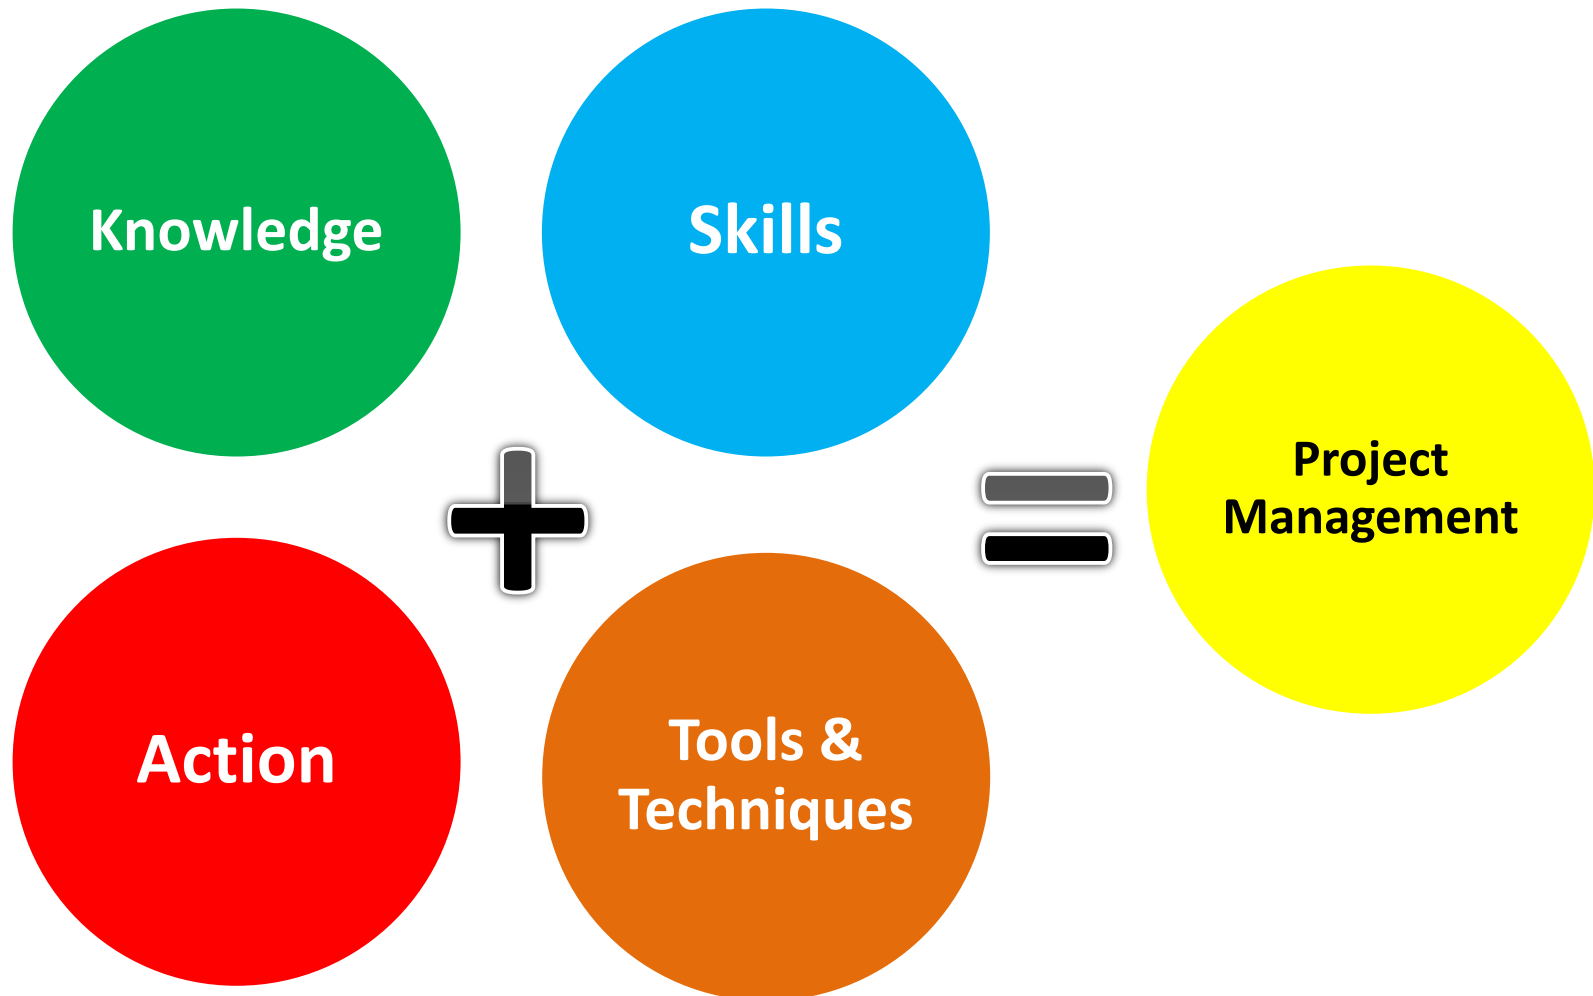 Knowledge
Skills
Action
Tools &
Techniques
Project
Management